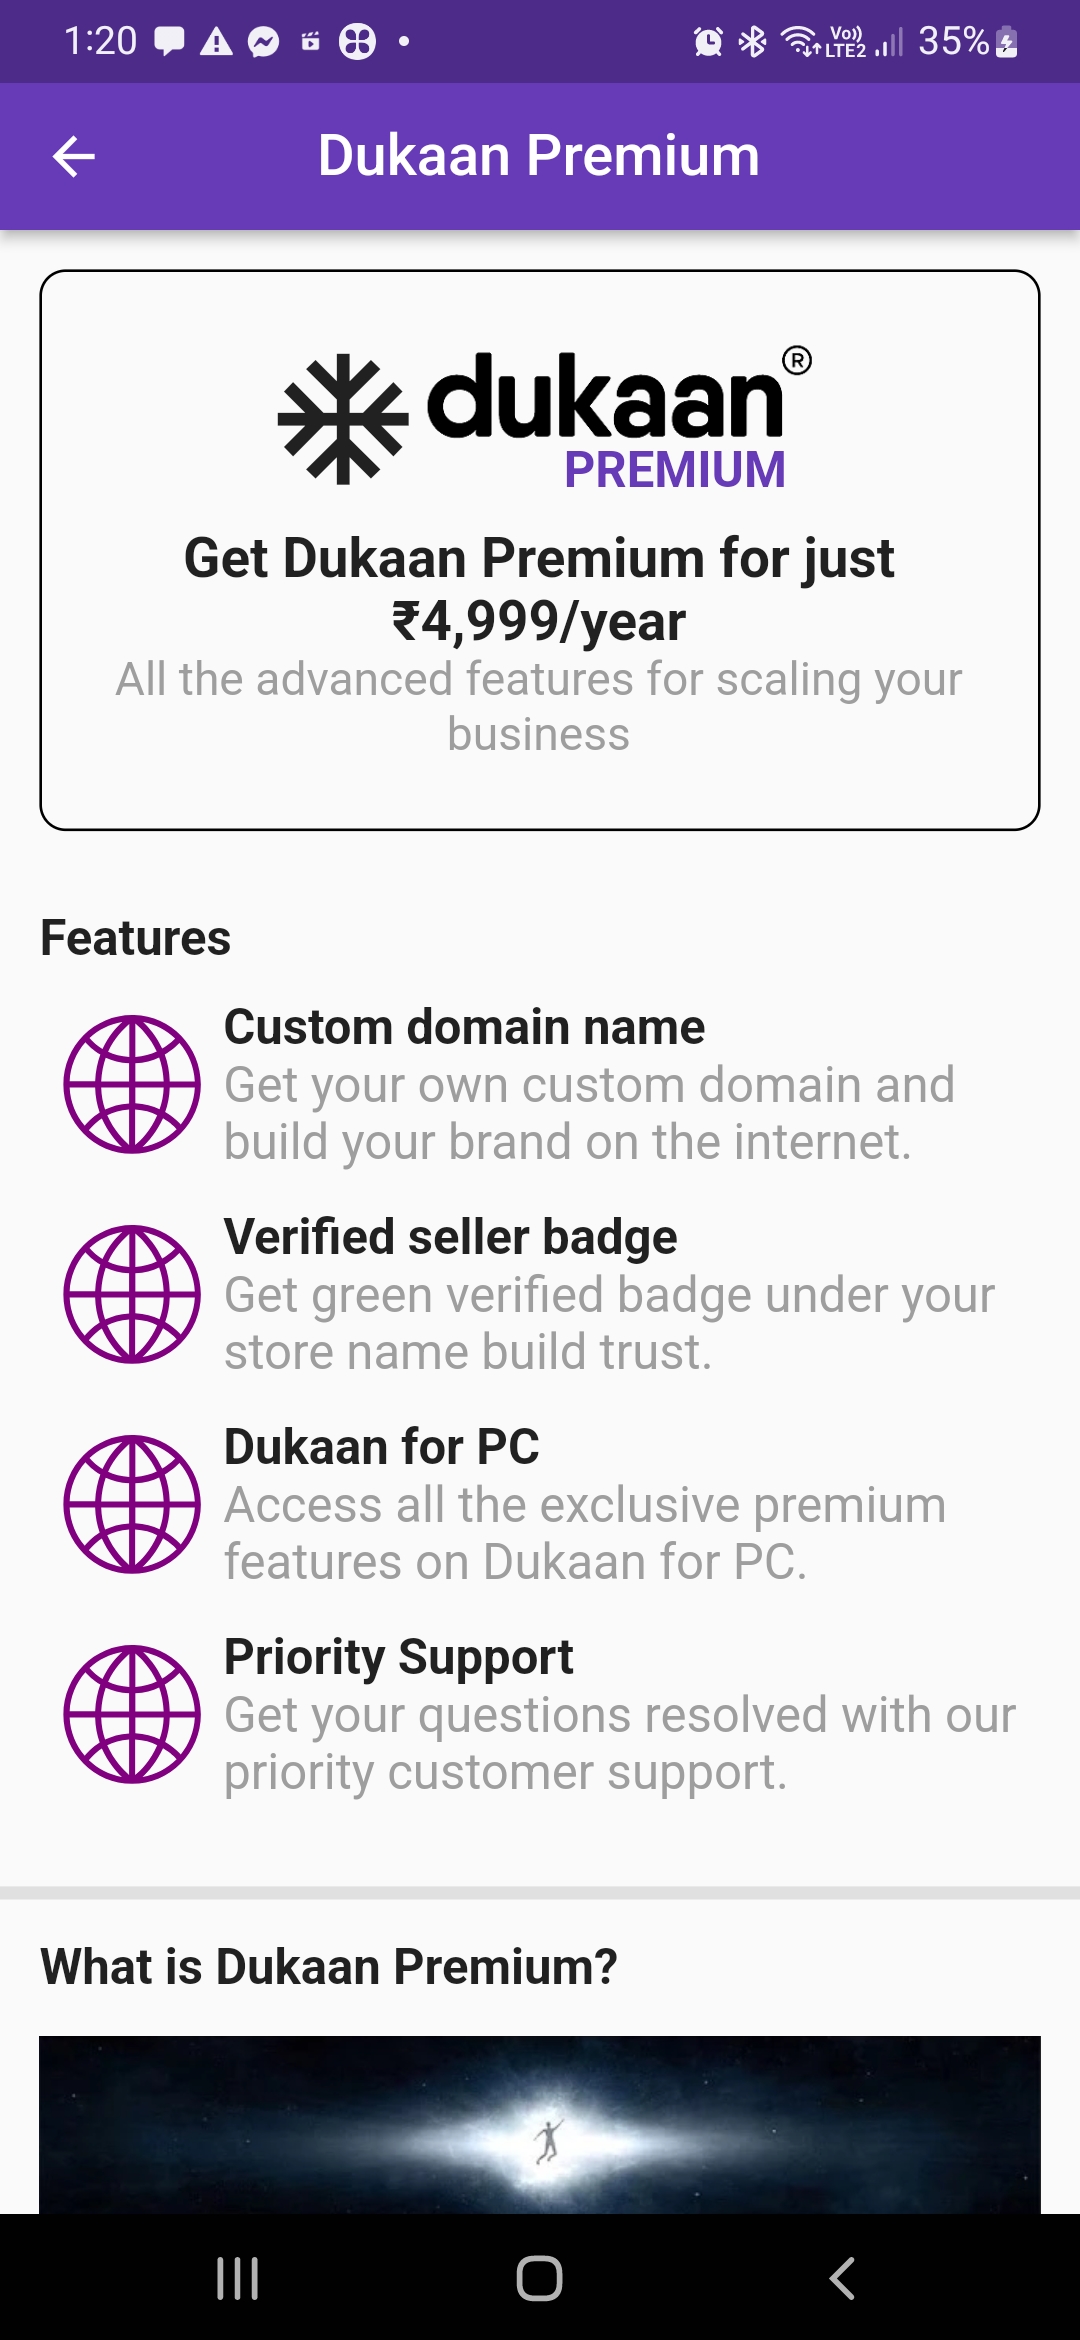 1:20
Vo))
LTE2
35%
Dukaan Premium
dukaan®
PREMIUM
Get Dukaan Premium for just
₹4,999/year
All the advanced features for scaling your
business
Features
Custom domain name
Get your own custom domain and
build your brand on the internet.
Verified seller badge
Get green verified badge under your
store name build trust.
Dukaan for PC
Access all the exclusive premium
features on Dukaan for PC.
Priority Support
Get your questions resolved with our
priority customer support.
What is Dukaan Premium?